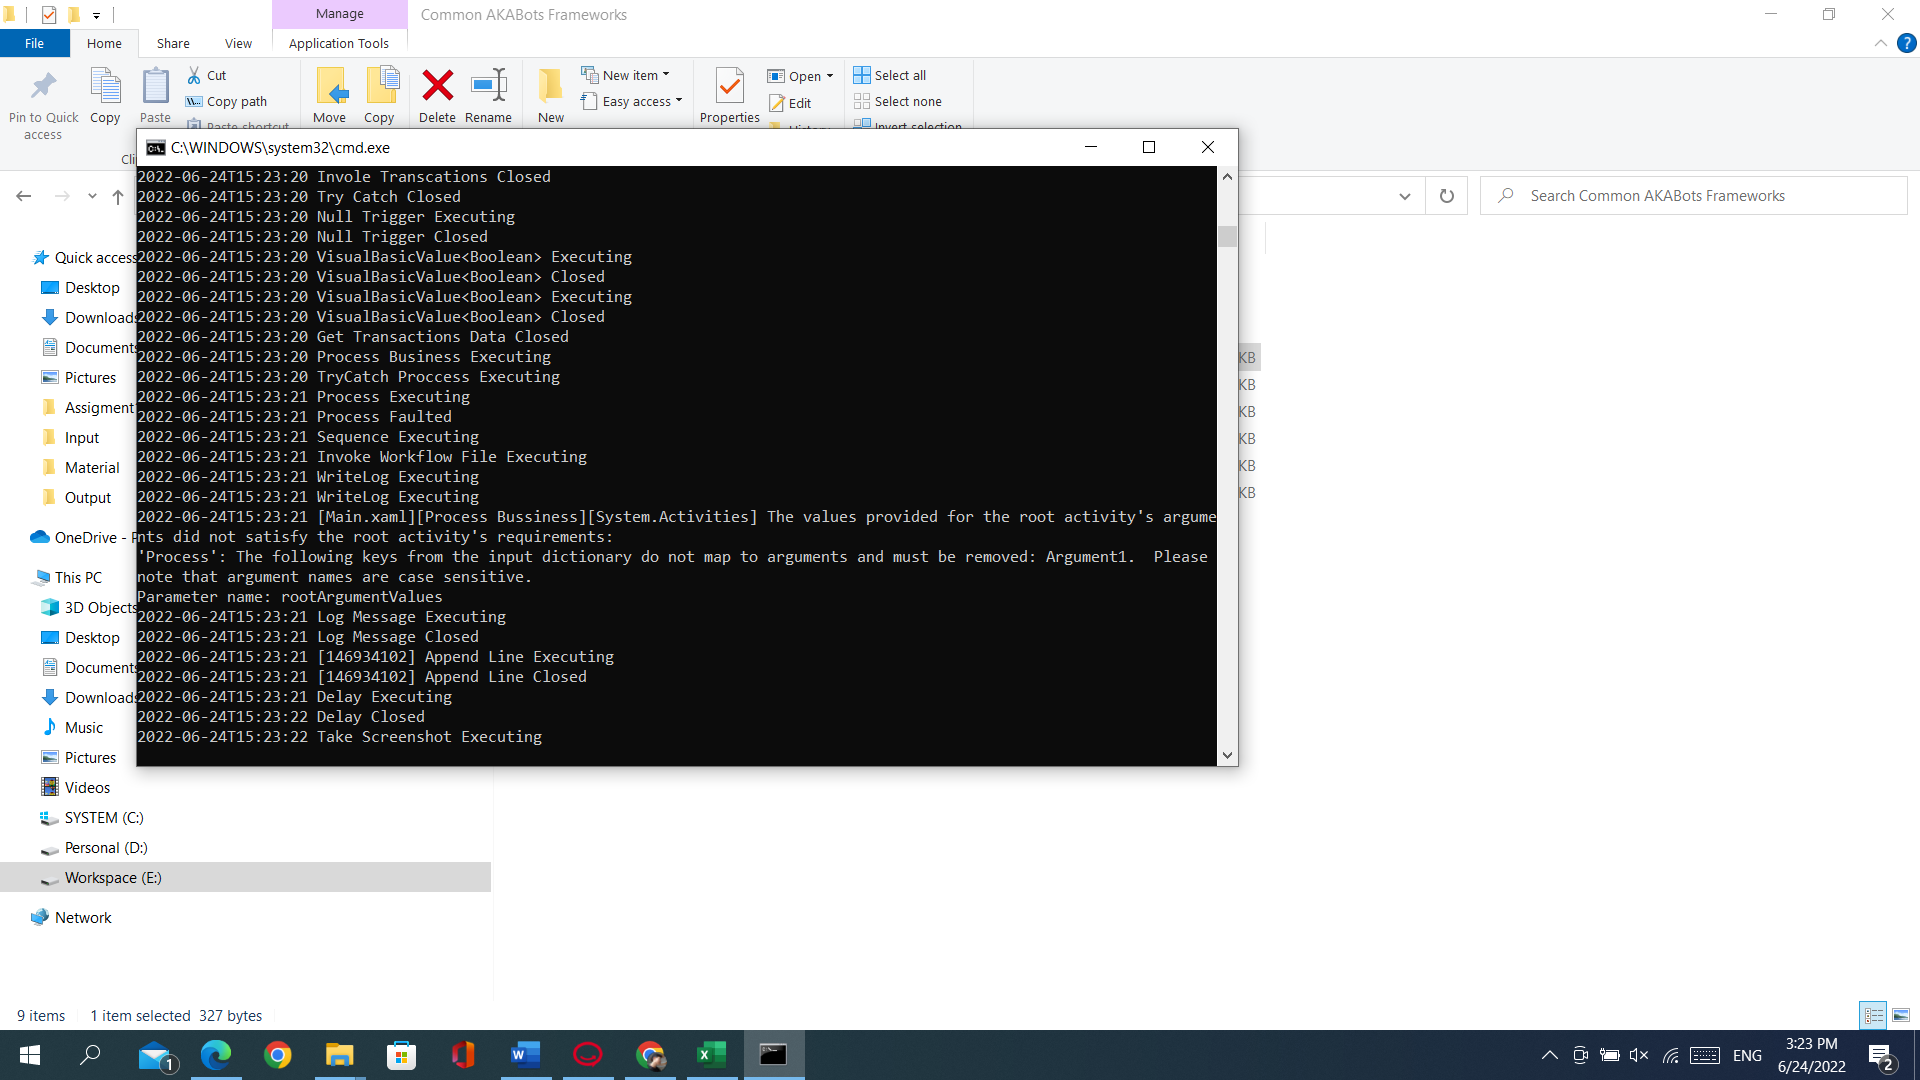 Manage
Common AKABots Frameworks
File
Home
Share
View
Application Tools
Pin to Quick access
Copy
Paste
Cut
Copy path
Paste shortcut
Move
Copy
Delete
Rename
New
New item
Easy access
Properties
Open
Edit
History
Select all
Select none
Invert selection
Cli
C:\WINDOWS\system32\cmd.exe
Search Common AKABots Frameworks
2022-06-24T15:23:20 Invole Transcations Closed
2022-06-24T15:23:20 Try Catch Closed
2022-06-24T15:23:20 Null Trigger Executing
2022-06-24T15:23:20 Null Trigger Closed
2022-06-24T15:23:20 VisualBasicValue<Boolean> Executing
2022-06-24T15:23:20 VisualBasicValue<Boolean> Closed
2022-06-24T15:23:20 VisualBasicValue<Boolean> Executing
2022-06-24T15:23:20 VisualBasicValue<Boolean> Closed
2022-06-24T15:23:20 Get Transactions Data Closed
2022-06-24T15:23:20 Process Business Executing
2022-06-24T15:23:20 TryCatch Proccess Executing
2022-06-24T15:23:21 Process Executing
2022-06-24T15:23:21 Process Faulted
2022-06-24T15:23:21 Sequence Executing
2022-06-24T15:23:21 Invoke Workflow File Executing
2022-06-24T15:23:21 WriteLog Executing
2022-06-24T15:23:21 WriteLog Executing
2022-06-24T15:23:21 [Main.xaml][Process Bussiness][System.Activities] The values provided for the root activity's argume
nts did not satisfy the root activity's requirements:
'Process': The following keys from the input dictionary do not map to arguments and must be removed: Argument1.  Please
note that argument names are case sensitive.
Parameter name: rootArgumentValues
2022-06-24T15:23:21 Log Message Executing
2022-06-24T15:23:21 Log Message Closed
2022-06-24T15:23:21 [146934102] Append Line Executing
2022-06-24T15:23:21 [146934102] Append Line Closed
2022-06-24T15:23:21 Delay Executing
2022-06-24T15:23:22 Delay Closed
2022-06-24T15:23:22 Take Screenshot Executing
KB
KB
KB
KB
KB
KB
Quick access
Desktop
Downloads
Documents
Pictures
Assigment
Input
Material
Output
OneDrive - P
This PC
3D Objects
Desktop
Documents
Downloads
Music
Pictures
Videos
SYSTEM (C:)
Personal (D:)
Workspace (E:)
Network
9 items
1 item selected 327 bytes
1
ENG
3:23 PM
6/24/2022
2